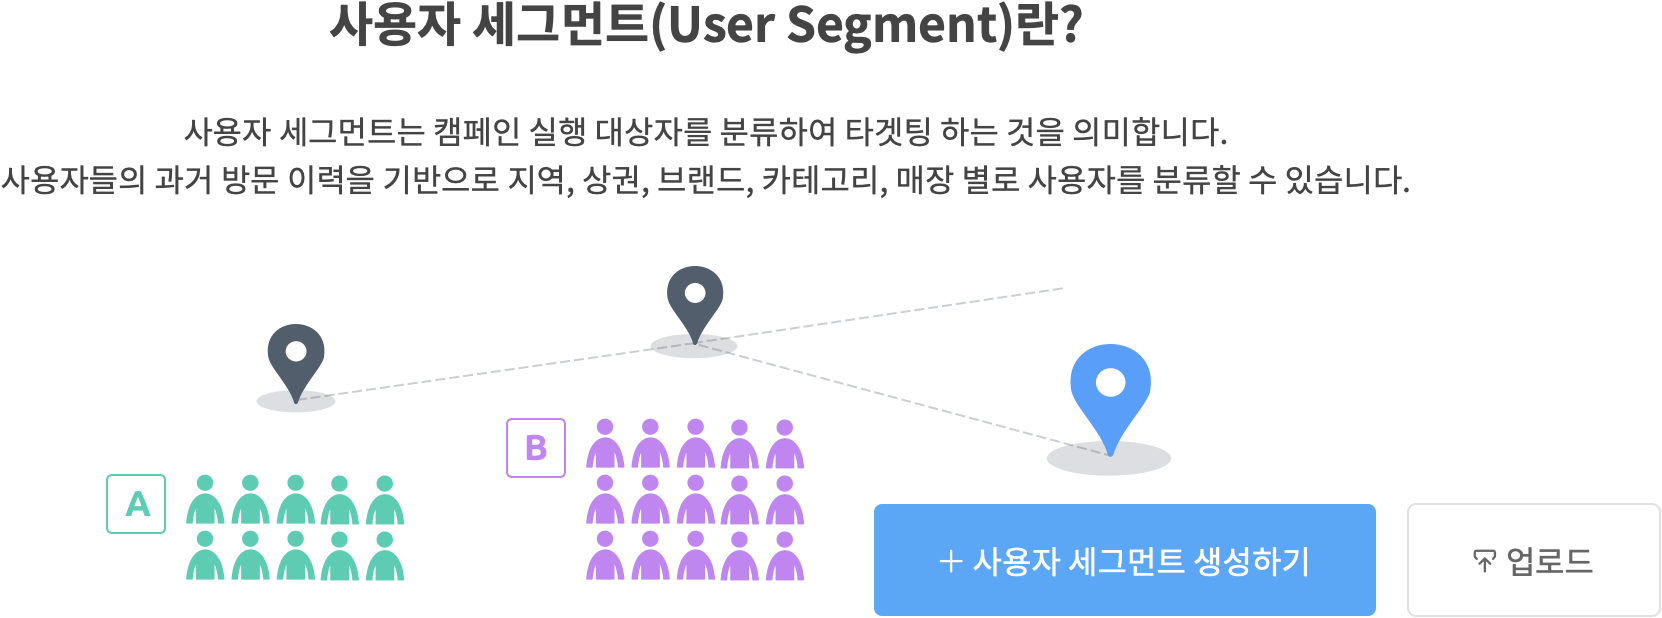 사용자 세그먼트(User Segment)란?
사용자 세그먼트는 캠페인 실행 대상자를 분류하여 타겟팅 하는 것을 의미합니다.
사용자들의 과거 방문 이력을 기반으로 지역, 상권, 브랜드, 카테고리, 매장 별로 사용자를 분류할 수 있습니다.
B
A
+ 사용자 세그먼트 생성하기
업로드